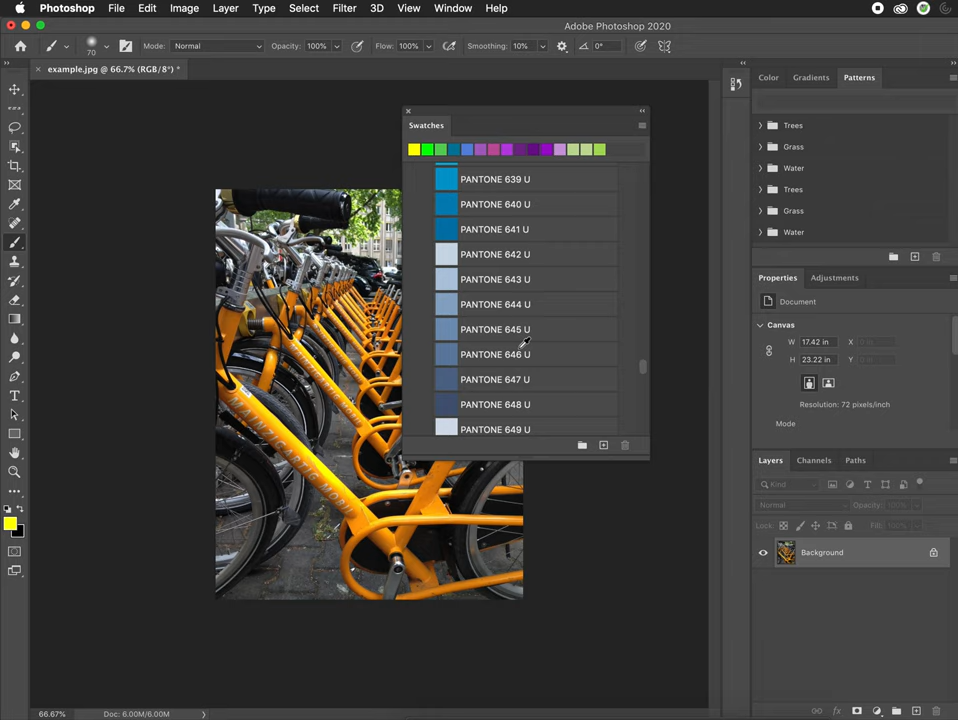 Photoshop File Edit Image Layer Type Select Filter 3D View Window Help
Adobe Photoshop 2020
70 Mode: Normal Opacity: 100% Flow: 100% Smoothing: 10% 0°
example.jpg @ 66.7% (RGB/8*) *
Color Gradients Patterns
Trees
Grass
Water
Trees
Grass
Water
Swatches
PANTONE 639 U
PANTONE 640 U
PANTONE 641 U
PANTONE 642 U
PANTONE 643 U
PANTONE 644 U
PANTONE 645 U
PANTONE 646 U
PANTONE 647 U
PANTONE 648 U
PANTONE 649 U
Properties Adjustments
Document
Canvas
W 17.42 in X
H 23.22 in Y
Resolution: 72 pixels/inch
Mode
Layers Channels Paths
Kind
Normal Opacity: 100%
Lock: Fill: 100%
Background
66.67% Doc: 6.00M/6.00M